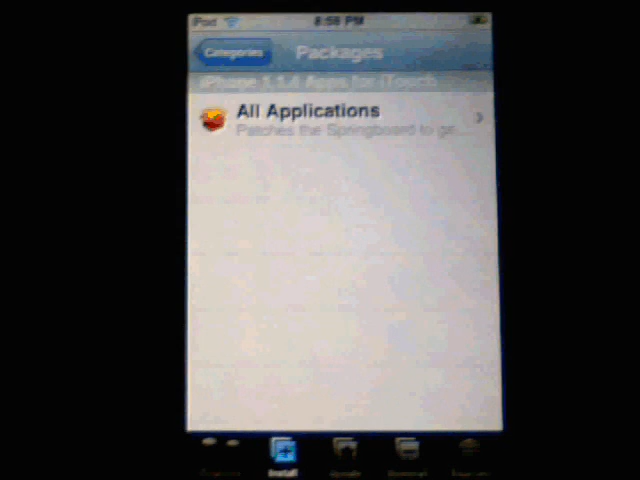 iPod 8:56 PM
Categories Packages
iPhone 1.1.4 Apps for iTouch
All Applications
Patches the Springboard to ge...
Install